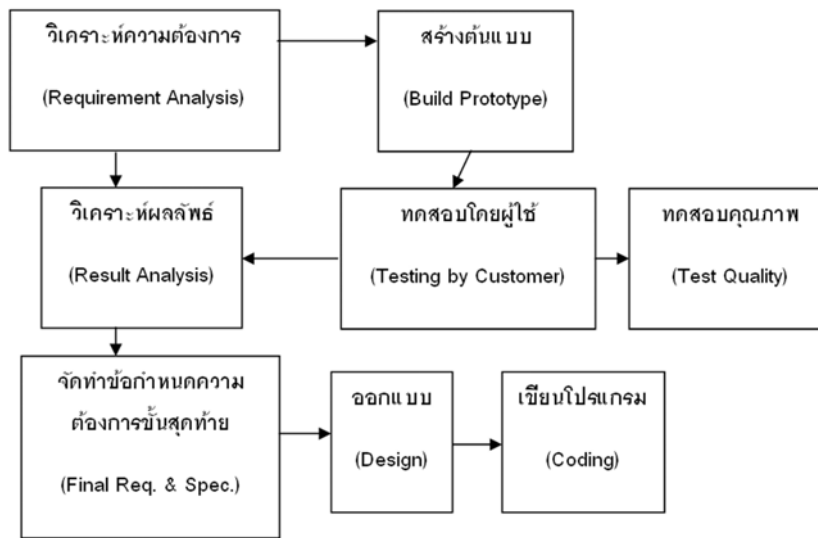 วิเคราะห์ความต้องการ
(Requirement Analysis)
สร้างต้นแบบ
(Build Prototype)
วิเคราะห์ผลลัพธ์
(Result Analysis)
ทดสอบโดยผู้ใช้
(Testing by Customer)
ทดสอบคุณภาพ
(Test Quality)
จัดทำข้อกำหนดความ
ต้องการขั้นสุดท้าย
(Final Req. & Spec.)
ออกแบบ
(Design)
เขียนโปรแกรม
(Coding)